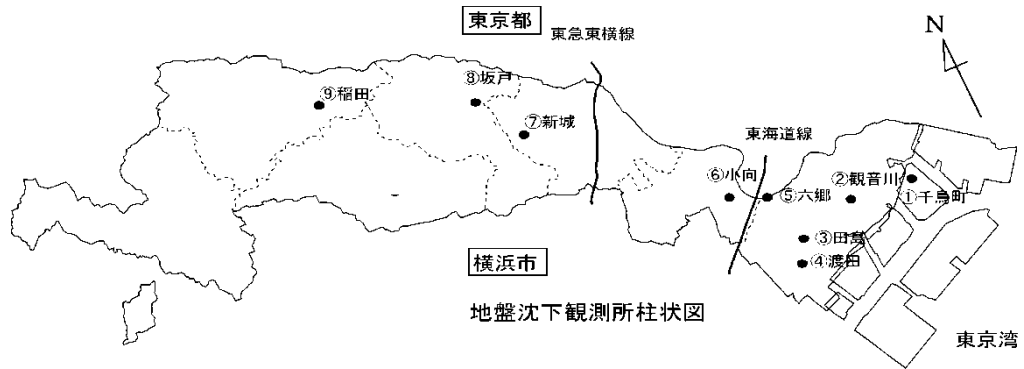 東京都
東急東横線
N
⑧坂戸
⑨稲田
⑦新城
東海道線
⑥小向
②観音川
⑤六郷
①千鳥町
③田島
④渡田
横浜市
地盤沈下観測所柱状図
東京湾